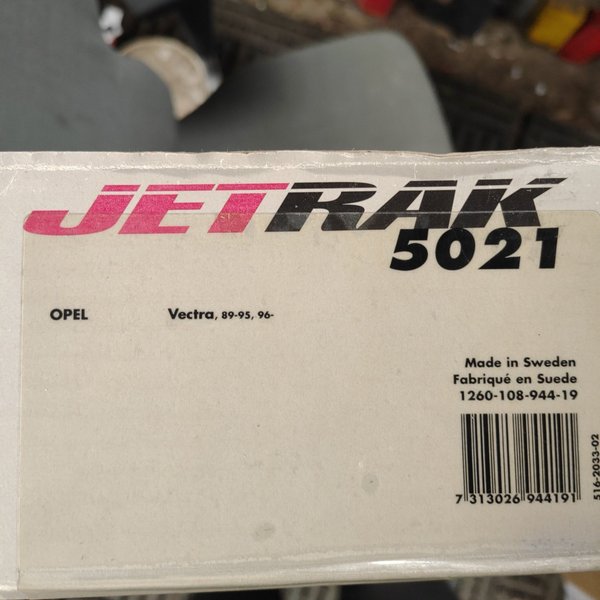 JETRAK
5021
OPEL Vectra, 89-95, 96-
Made in Sweden
Fabriqué en Suede
1260-108-944-19
7 313026 944191
516-2033-02